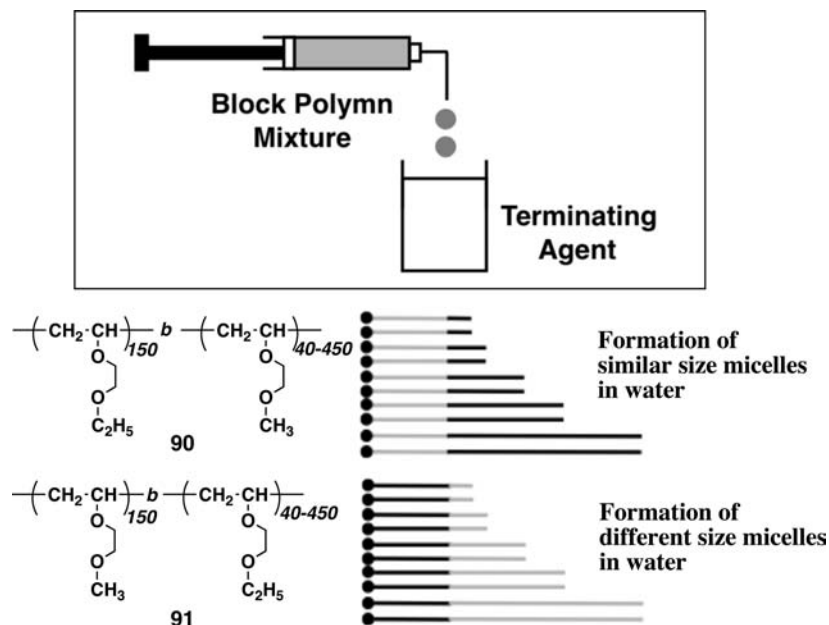 Block Polymn
Mixture
Terminating
Agent
CH2-CH
b
CH2-CH
150
40-450
O
O
O
O
C2H5
CH3
90
Formation of
similar size micelles
in water
CH2-CH
b
CH2-CH
150
40-450
O
O
O
O
CH3
C2H5
91
Formation of
different size micelles
in water